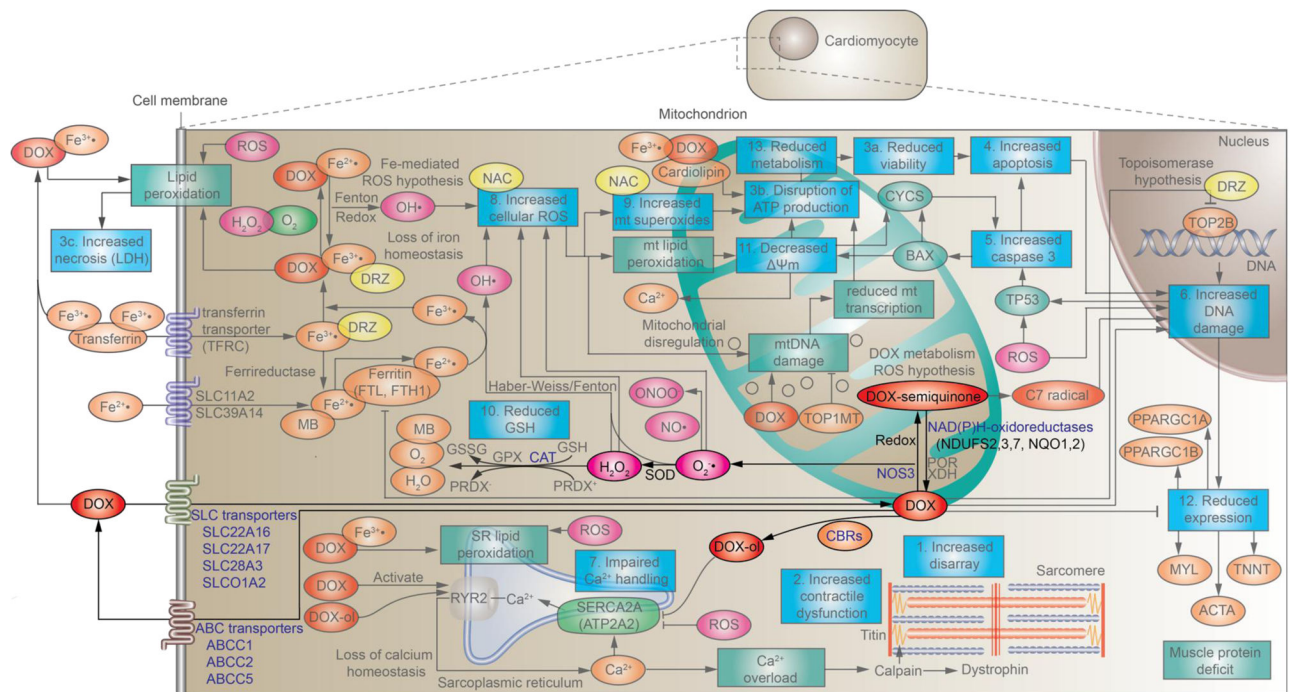 Cardiomyocyte
Cell membrane
Mitochondrion
Nucleus
DOX
Fe³⁺•
ROS
Lipid
peroxidation
3c. Increased
necrosis (LDH)
H₂O₂
O₂
DOX
Fe²⁺•
Fe-mediated
ROS hypothesis
Fenton
Redox
OH•
Loss of iron
homeostasis
DOX
Fe³⁺•
DRZ
OH•
NAC
8. Increased
cellular ROS
NAC
9. Increased
mt superoxides
mt lipid
peroxidation
Fe³⁺•
DOX
Cardiolipin
13. Reduced
metabolism
3b. Disruption of
ATP production
11. Decreased
ΔΨm
3a. Reduced
viability
4. Increased
apoptosis
CYCS
BAX
5. Increased
caspase 3
TP53
ROS
Topoisomerase
hypothesis
DRZ
TOP2B
DNA
6. Increased
DNA
damage
Ca²⁺
reduced mt
transcription
Mitochondrial
disregulation
mtDNA
damage
DOX
TOP1MT
DOX metabolism
ROS hypothesis
DOX-semiquinone
C7 radical
Redox
NAD(P)H-oxidoreductases
(NDUFS2,3,7, NQO1,2)
NOS3
POR
XDH
DOX
Fe³⁺•
Fe³⁺•
Transferrin
transferrin
transporter
(TFRC)
Fe³⁺•
DRZ
Fe³⁺•
Ferrireductase
Ferritin
(FTL, FTH1)
Fe²⁺•
Fe²⁺•
SLC11A2
SLC39A14
Fe²⁺•
MB
Haber-Weiss/Fenton
10. Reduced
GSH
ONOO
NO•
MB
O₂
H₂O
GSSG
GPX
CAT
GSH
PRDX⁻
PRDX⁺
H₂O₂
SOD
O₂⁻•
DOX
SLC transporters
SLC22A16
SLC22A17
SLC28A3
SLCO1A2
ABC transporters
ABCC1
ABCC2
ABCC5
DOX
Fe³⁺•
DOX
Activate
DOX-ol
SR lipid
peroxidation
ROS
RYR2
Ca²⁺
7. Impaired
Ca²⁺ handling
SERCA2A
(ATP2A2)
ROS
DOX-ol
CBRs
Loss of calcium
homeostasis
Sarcoplasmic reticulum
Ca²⁺
Ca²⁺
overload
Calpain
Dystrophin
2. Increased
contractile
dysfunction
1. Increased
disarray
Sarcomere
Titin
PPARGC1A
PPARGC1B
12. Reduced
expression
MYL
TNNT
ACTA
Muscle protein
deficit